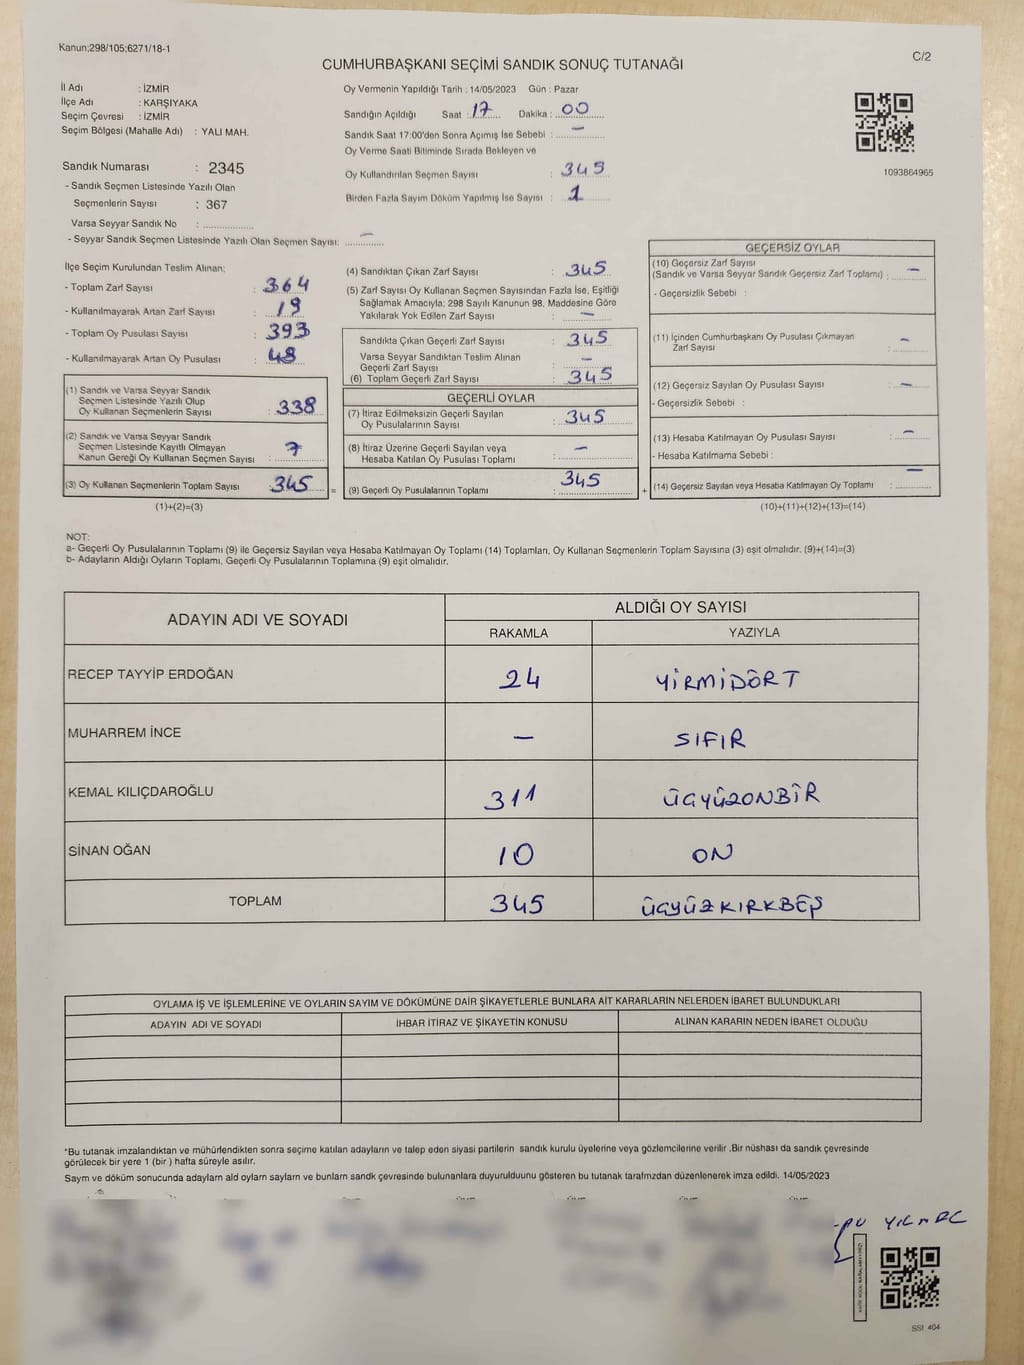 Kanun;298/105;6271/18-1
C/2
CUMHURBAŞKANI SEÇİMİ SANDIK SONUÇ TUTANAĞI
İl Adı : İZMİR
İlçe Adı : KARŞIYAKA
Seçim Çevresi : İZMİR
Seçim Bölgesi (Mahalle Adı) : YALI MAH.
Sandık Numarası : 2345
- Sandık Seçmen Listesinde Yazılı Olan
Seçmenlerin Sayısı : 367
Varsa Seyyar Sandık No :
- Seyyar Sandık Seçmen Listesinde Yazılı Olan Seçmen Sayısı: –
Oy Vermenin Yapıldığı Tarih : 14/05/2023 Gün : Pazar
Sandığın Açıldığı Saat : 17 Dakika : 00
Sandık Saat 17:00'den Sonra Açımış İse Sebebi : –
Oy Verme Saati Bitiminde Sırada Bekleyen ve
Oy Kullandırılan Seçmen Sayısı : 345
Birden Fazla Sayım Döküm Yapılmış İse Sayısı : 1
1093864965
İlçe Seçim Kurulundan Teslim Alınan:
- Toplam Zarf Sayısı : 364
- Kullanılmayarak Artan Zarf Sayısı : 19
- Toplam Oy Pusulası Sayısı : 393
- Kullanılmayarak Artan Oy Pusulası : 48
(1) Sandık ve Varsa Seyyar Sandık
Seçmen Listesinde Yazılı Olup
Oy Kullanan Seçmenlerin Sayısı : 338
(2) Sandık ve Varsa Seyyar Sandık
Seçmen Listesinde Kayıtlı Olmayan
Kanun Gereği Oy Kullanan Seçmen Sayısı : 7
(3) Oy Kullanan Seçmenlerin Toplam Sayısı : 345 =
(1)+(2)=(3)
(4) Sandıktan Çıkan Zarf Sayısı : 345
(5) Zarf Sayısı Oy Kullanan Seçmen Sayısından Fazla İse, Eşitliği
Sağlamak Amacıyla; 298 Sayılı Kanunun 98. Maddesine Göre
Yakılarak Yok Edilen Zarf Sayısı : –
Sandıkta Çıkan Geçerli Zarf Sayısı : 345
Varsa Seyyar Sandıktan Teslim Alınan
Geçerli Zarf Sayısı : –
(6) Toplam Geçerli Zarf Sayısı : 345
GEÇERLİ OYLAR
(7) İtiraz Edilmeksizin Geçerli Sayılan
Oy Pusulalarının Sayısı : 345
(8) İtiraz Üzerine Geçerli Sayılan veya
Hesaba Katılan Oy Pusulası Toplamı : –
(9) Geçerli Oy Pusulalarının Toplamı : 345 +
GEÇERSİZ OYLAR
(10) Geçersiz Zarf Sayısı
(Sandık ve Varsa Seyyar Sandık Geçersiz Zarf Toplamı) : –
- Geçersizlik Sebebi :
(11) İçinden Cumhurbaşkanı Oy Pusulası Çıkmayan
Zarf Sayısı : –
(12) Geçersiz Sayılan Oy Pusulası Sayısı : –
- Geçersizlik Sebebi :
(13) Hesaba Katılmayan Oy Pusulası Sayısı : –
- Hesaba Katılmama Sebebi :
(14) Geçersiz Sayılan veya Hesaba Katılmayan Oy Toplamı : –
(10)+(11)+(12)+(13)=(14)
NOT:
a- Geçerli Oy Pusulalarının Toplamı (9) ile Geçersiz Sayılan veya Hesaba Katılmayan Oy Toplamı (14) Toplamları, Oy Kullanan Seçmenlerin Toplam Sayısına (3) eşit olmalıdır. (9)+(14)=(3)
b- Adayların Aldığı Oyların Toplamı, Geçerli Oy Pusulalarının Toplamına (9) eşit olmalıdır.
ADAYIN ADI VE SOYADI
ALDIĞI OY SAYISI
RAKAMLA YAZIYLA
RECEP TAYYİP ERDOĞAN 24 YİRMİDÖRT
MUHARREM İNCE – SIFIR
KEMAL KILIÇDAROĞLU 311 ÜÇYÜZONBİR
SİNAN OĞAN 10 ON
TOPLAM 345 ÜÇYÜZKIRKBEŞ
OYLAMA İŞ VE İŞLEMLERİNE VE OYLARIN SAYIM VE DÖKÜMÜNE DAİR ŞİKAYETLERLE BUNLARA AİT KARARLARIN NELERDEN İBARET BULUNDUKLARI
ADAYIN ADI VE SOYADI İHBAR İTİRAZ VE ŞİKAYETİN KONUSU ALINAN KARARIN NEDEN İBARET OLDUĞU
*Bu tutanak imzalandıktan ve mühürlendikten sonra seçime katılan adayların ve talep eden siyasi partilerin sandık kurulu üyelerine veya gözlemcilerine verilir .Bir nüshası da sandık çevresinde
görülecek bir yere 1 (bir ) hafta süreyle asılır.
Saym ve döküm sonucunda adaylarn ald oylarn saylarn ve bunlarn sandk çevresinde bulunanlara duyurulduunu gösteren bu tutanak tarafmzdan düzenlenerek imza edildi. 14/05/2023
SSI 404